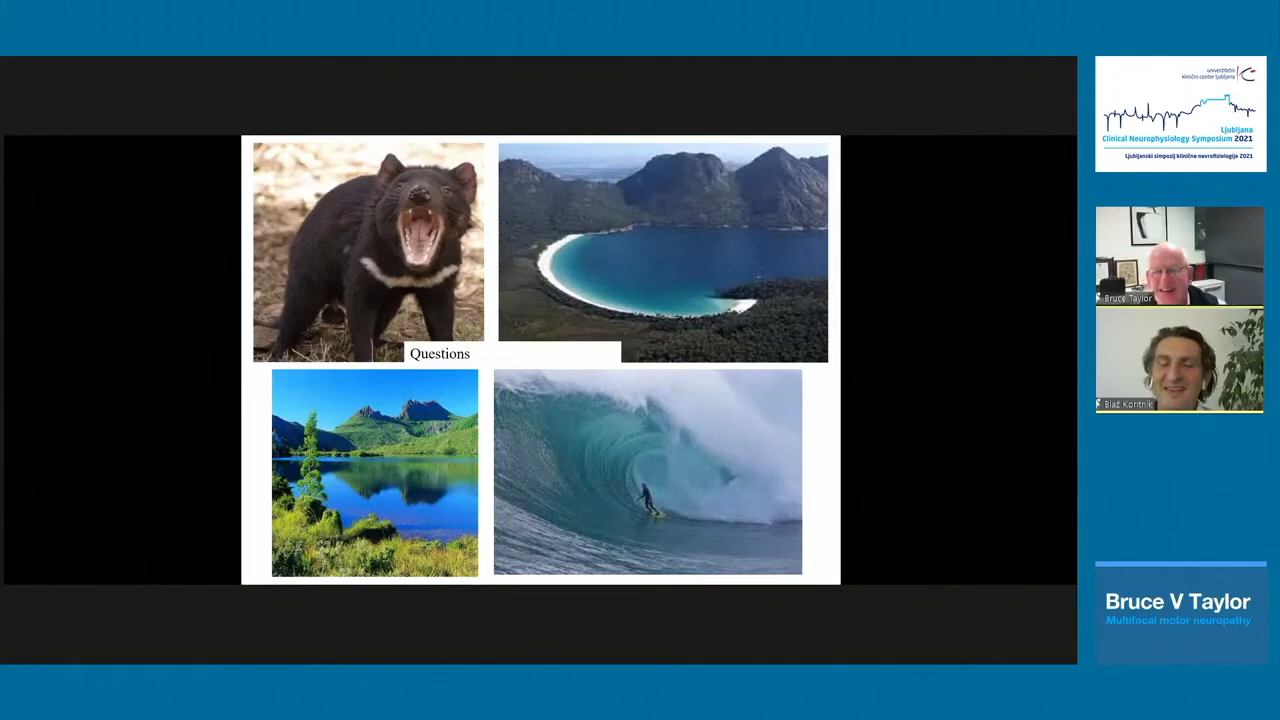 Questions
univerzitetni
klinični center ljubljana
Ljubljana
Clinical Neurophysiology Symposium 2021
Ljubljanski simpozij klinične nevrofiziologije 2021
Bruce Taylor
Blaž Koritnik
Bruce V Taylor
Multifocal motor neuropathy